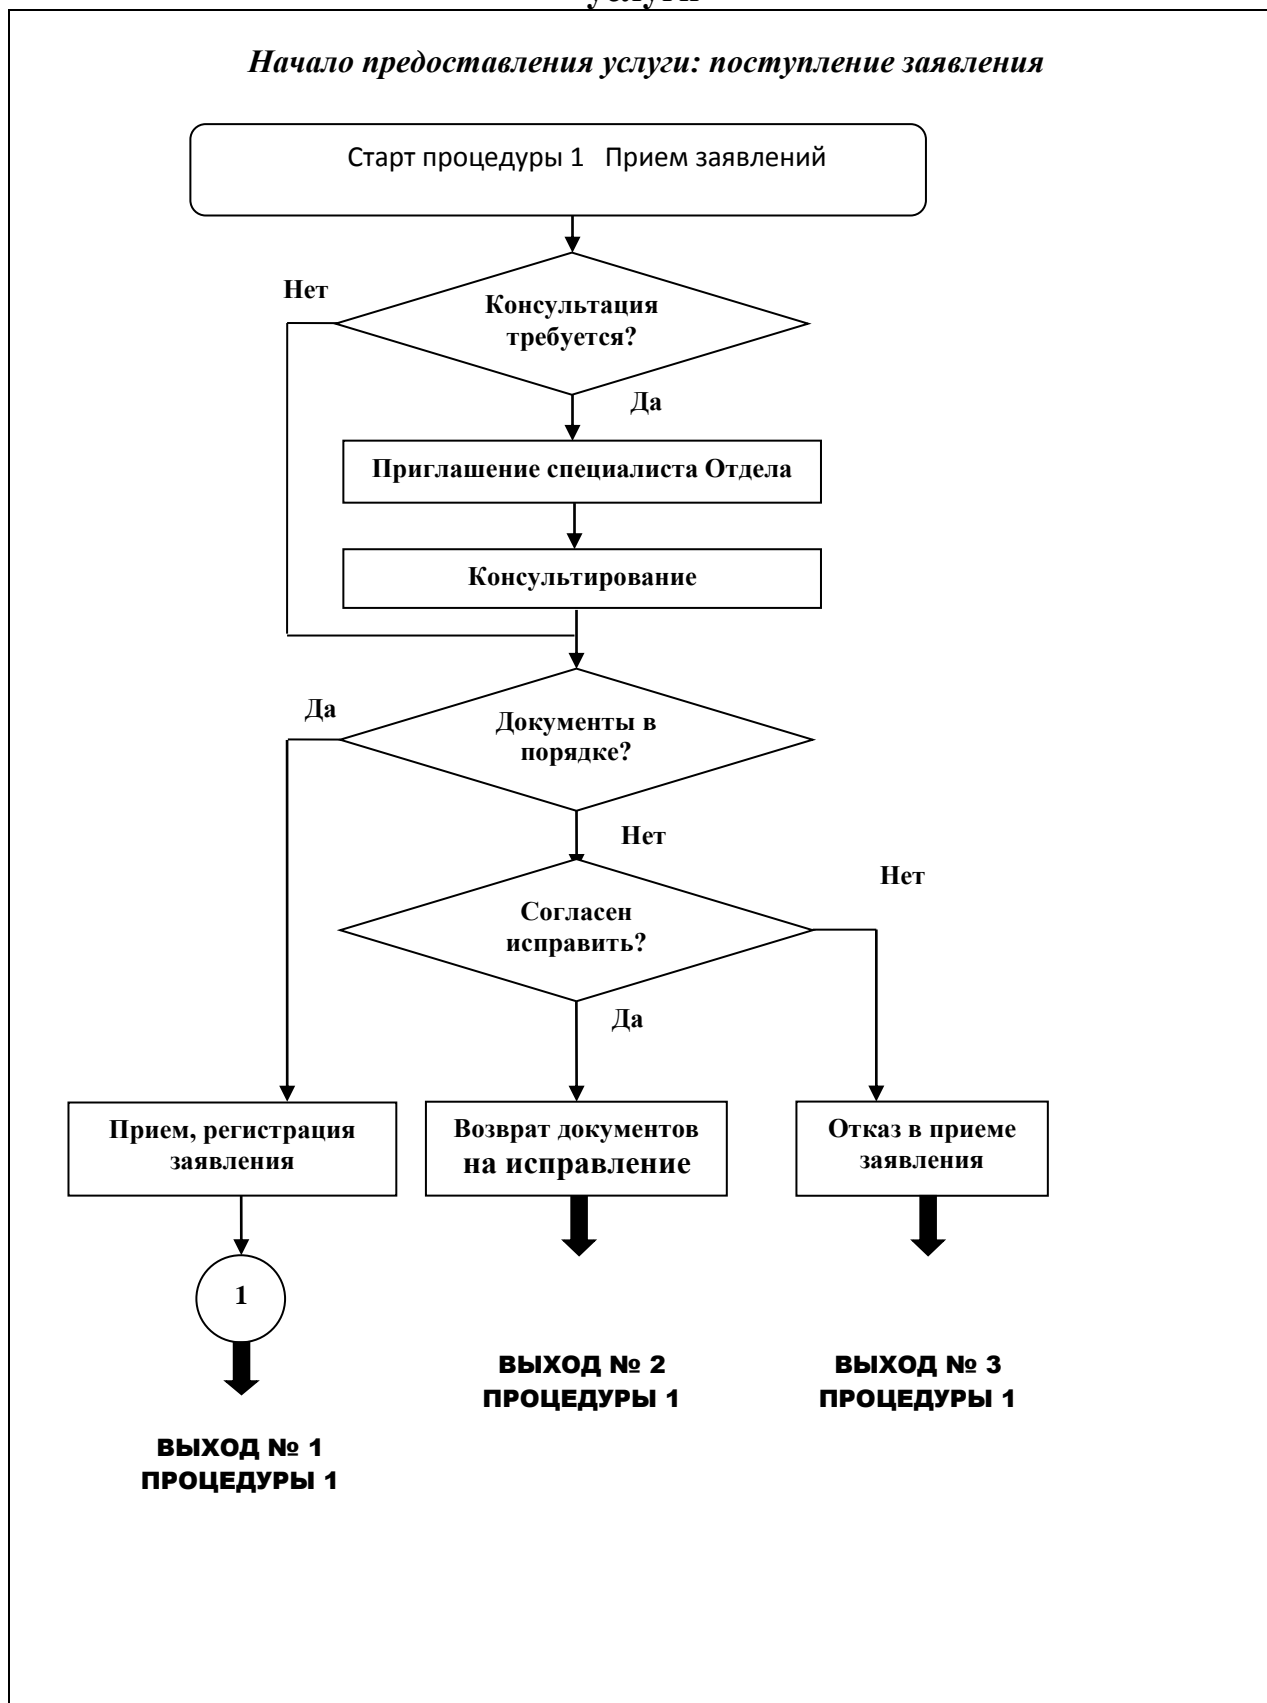 услуги
Начало предоставления услуги: поступление заявления
Старт процедуры 1 Прием заявлений
Нет
Консультация
требуется?
Да
Приглашение специалиста Отдела
Консультирование
Да
Документы в
порядке?
Нет
Нет
Согласен
исправить?
Да
Прием, регистрация
заявления
Возврат документов
на исправление
Отказ в приеме
заявления
1
ВЫХОД № 2
ПРОЦЕДУРЫ 1
ВЫХОД № 3
ПРОЦЕДУРЫ 1
ВЫХОД № 1
ПРОЦЕДУРЫ 1